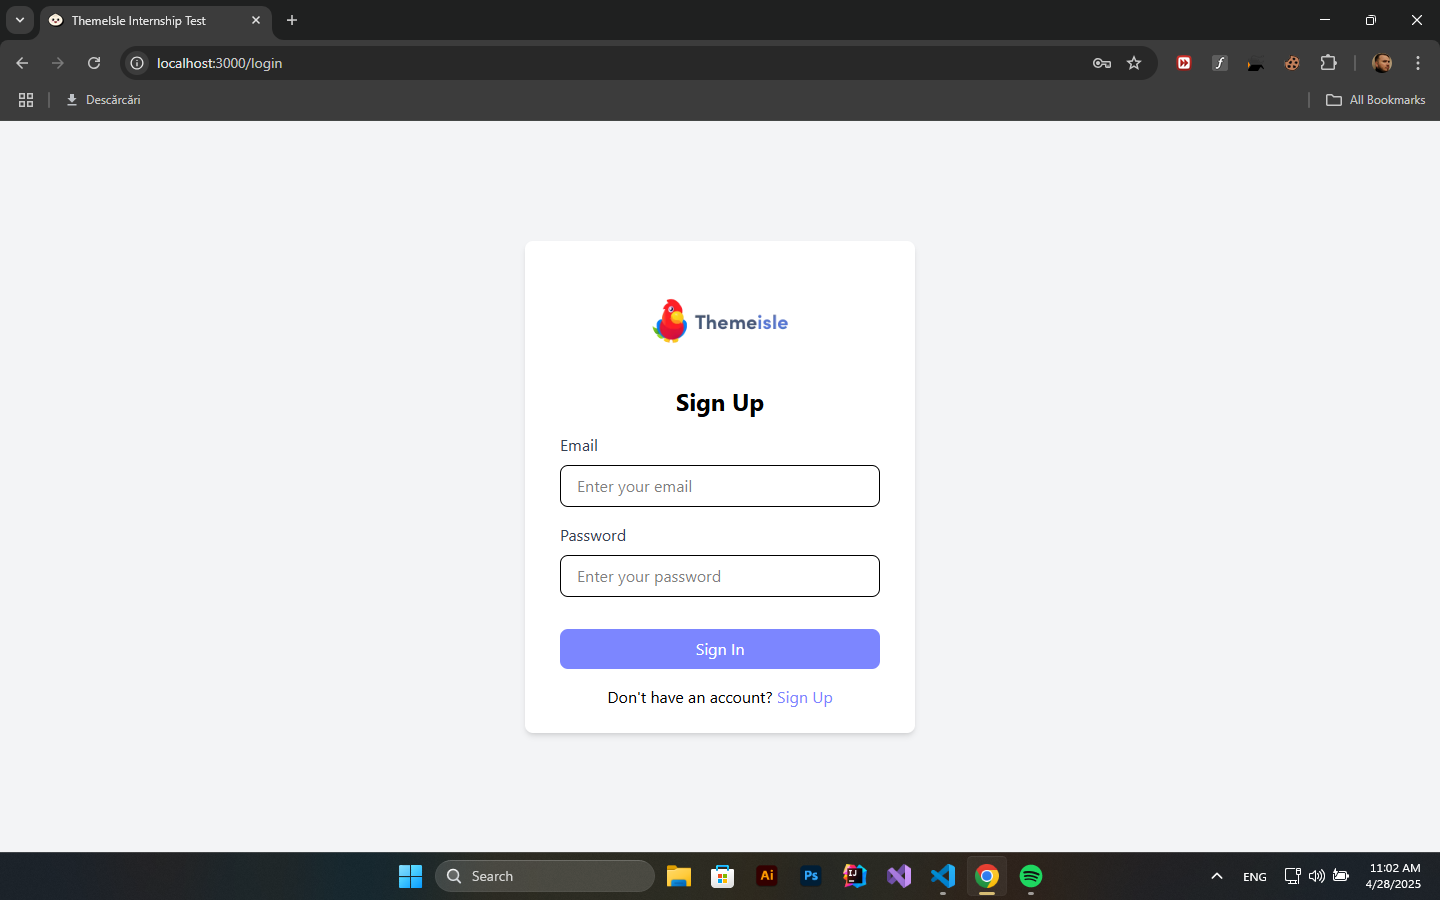 ThemeIsle Internship Test
localhost:3000/login
Descărcări
All Bookmarks
Themeisle
Sign Up
Email
Enter your email
Password
Enter your password
Sign In
Don't have an account? Sign Up
Search
Ai
Ps
IJ
ENG
11:02 AM
4/28/2025